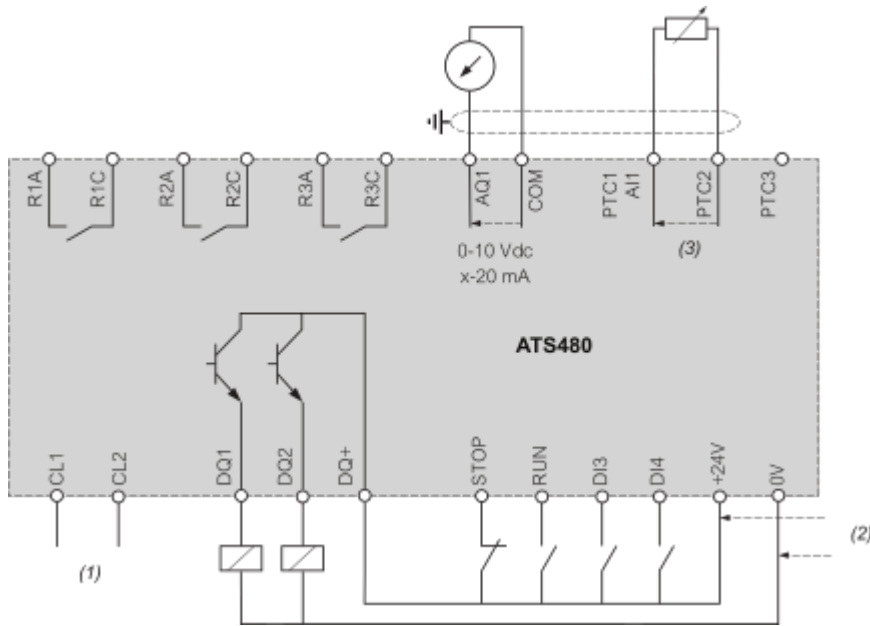 R1A
R1C
R2A
R2C
R3A
R3C
AQ1
COM
PTC1
AI1
PTC2
PTC3
0-10 Vdc
x-20 mA
(3)
ATS480
CL1
CL2
DQ1
DQ2
DQ+
STOP
RUN
DI3
DI4
+24V
0V
(1)
(2)